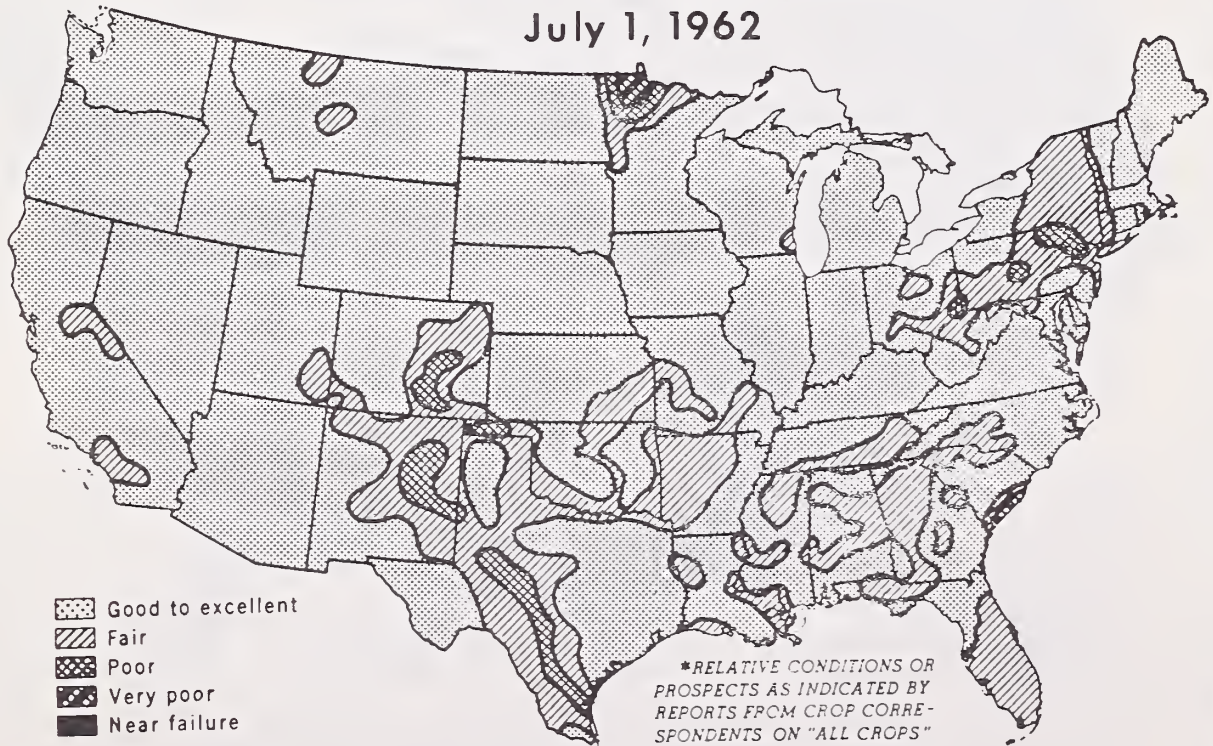 July 1, 1962
Good to excellent
Fair
Poor
Very poor
Near failure
*RELATIVE CONDITIONS OR
PROSPECTS AS INDICATED BY
REPORTS FROM CROP CORRE-
SPONDENTS ON "ALL CROPS"